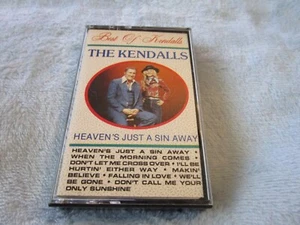 Best Of Kendalls
THE KENDALLS
HEAVEN'S JUST A SIN AWAY
HEAVEN'S JUST A SIN AWAY •
WHEN THE MORNING COMES •
DON'T LET ME CROSS OVER • I'LL BE
HURTIN' EITHER WAY • MAKIN'
BELIEVE • FALLING IN LOVE • WE'LL
BE GONE • DON'T CALL ME YOUR
ONLY SUNSHINE